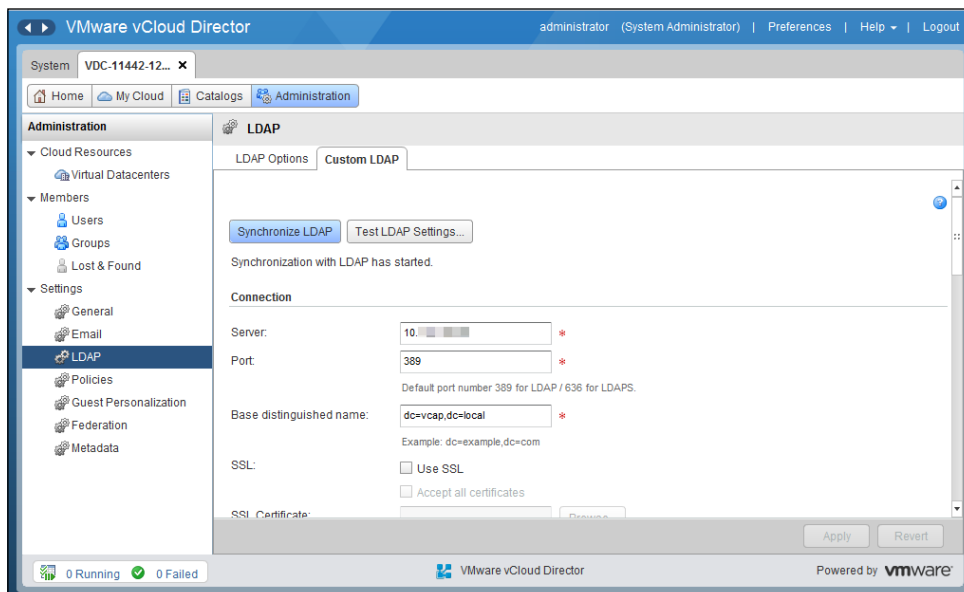 VMware vCloud Director
administrator (System Administrator) | Preferences | Help | Logout
System VDC-11442-12... ×
Home My Cloud Catalogs Administration
Administration
Cloud Resources
Virtual Datacenters
Members
Users
Groups
Lost & Found
Settings
General
Email
LDAP
Policies
Guest Personalization
Federation
Metadata
LDAP
LDAP Options Custom LDAP
Synchronize LDAP Test LDAP Settings...
Synchronization with LDAP has started.
Connection
Server: 10. *
Port: 389 *
Default port number 389 for LDAP / 636 for LDAPS.
Base distinguished name: dc=vcap,dc=local *
Example: dc=example,dc=com
SSL: Use SSL
Accept all certificates
SSL Certificate: Browse...
Apply Revert
0 Running 0 Failed
VMware vCloud Director
Powered by vmware